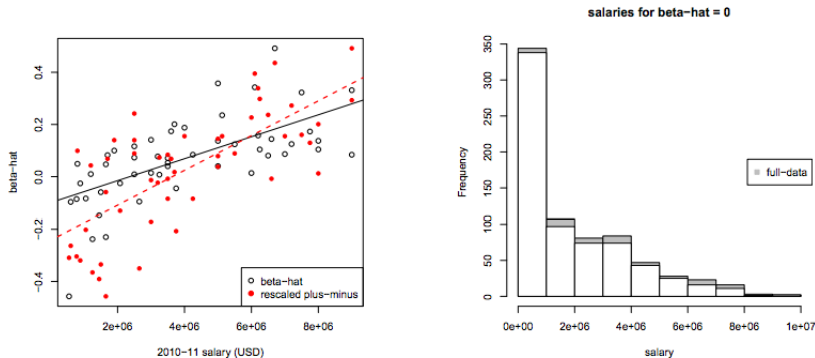 salaries for beta-hat = 0
beta-hat
0.4
0.2
0.0
−0.2
−0.4
2e+06
4e+06
6e+06
8e+06
2010-11 salary (USD)
beta-hat
rescaled plus-minus
Frequency
350
300
250
200
150
100
50
0
0e+00
2e+06
4e+06
6e+06
8e+06
1e+07
salary
full-data